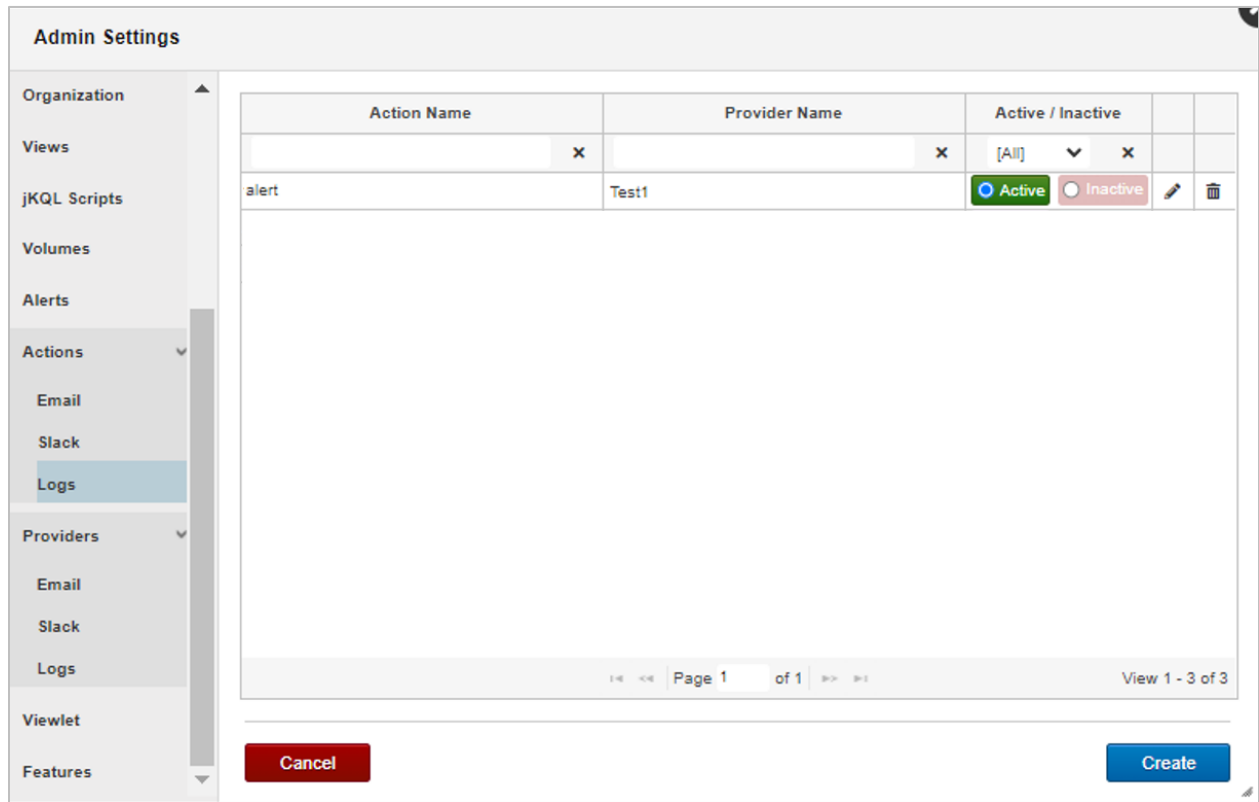 Admin Settings
Organization
Views
jKQL Scripts
Volumes
Alerts
Actions
Email
Slack
Logs
Providers
Email
Slack
Logs
Viewlet
Features
Action Name Provider Name Active / Inactive
[All]
alert Test1 Active Inactive
Page 1 of 1 View 1 - 3 of 3
Cancel Create